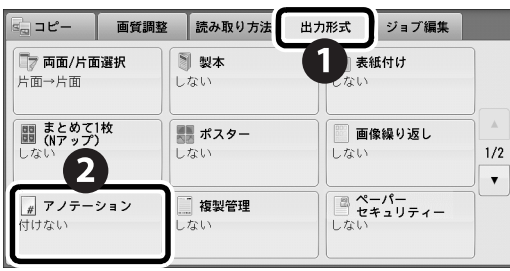 コピー
画質調整
読み取り方法
出力形式
ジョブ編集
1
両面/片面選択
片面→片面
製本
しない
表紙付け
しない
まとめて1枚
(Nアップ)
しない
ポスター
しない
画像繰り返し
しない
1/2
2
アノテーション
付けない
複製管理
しない
ペーパー
セキュリティー
しない